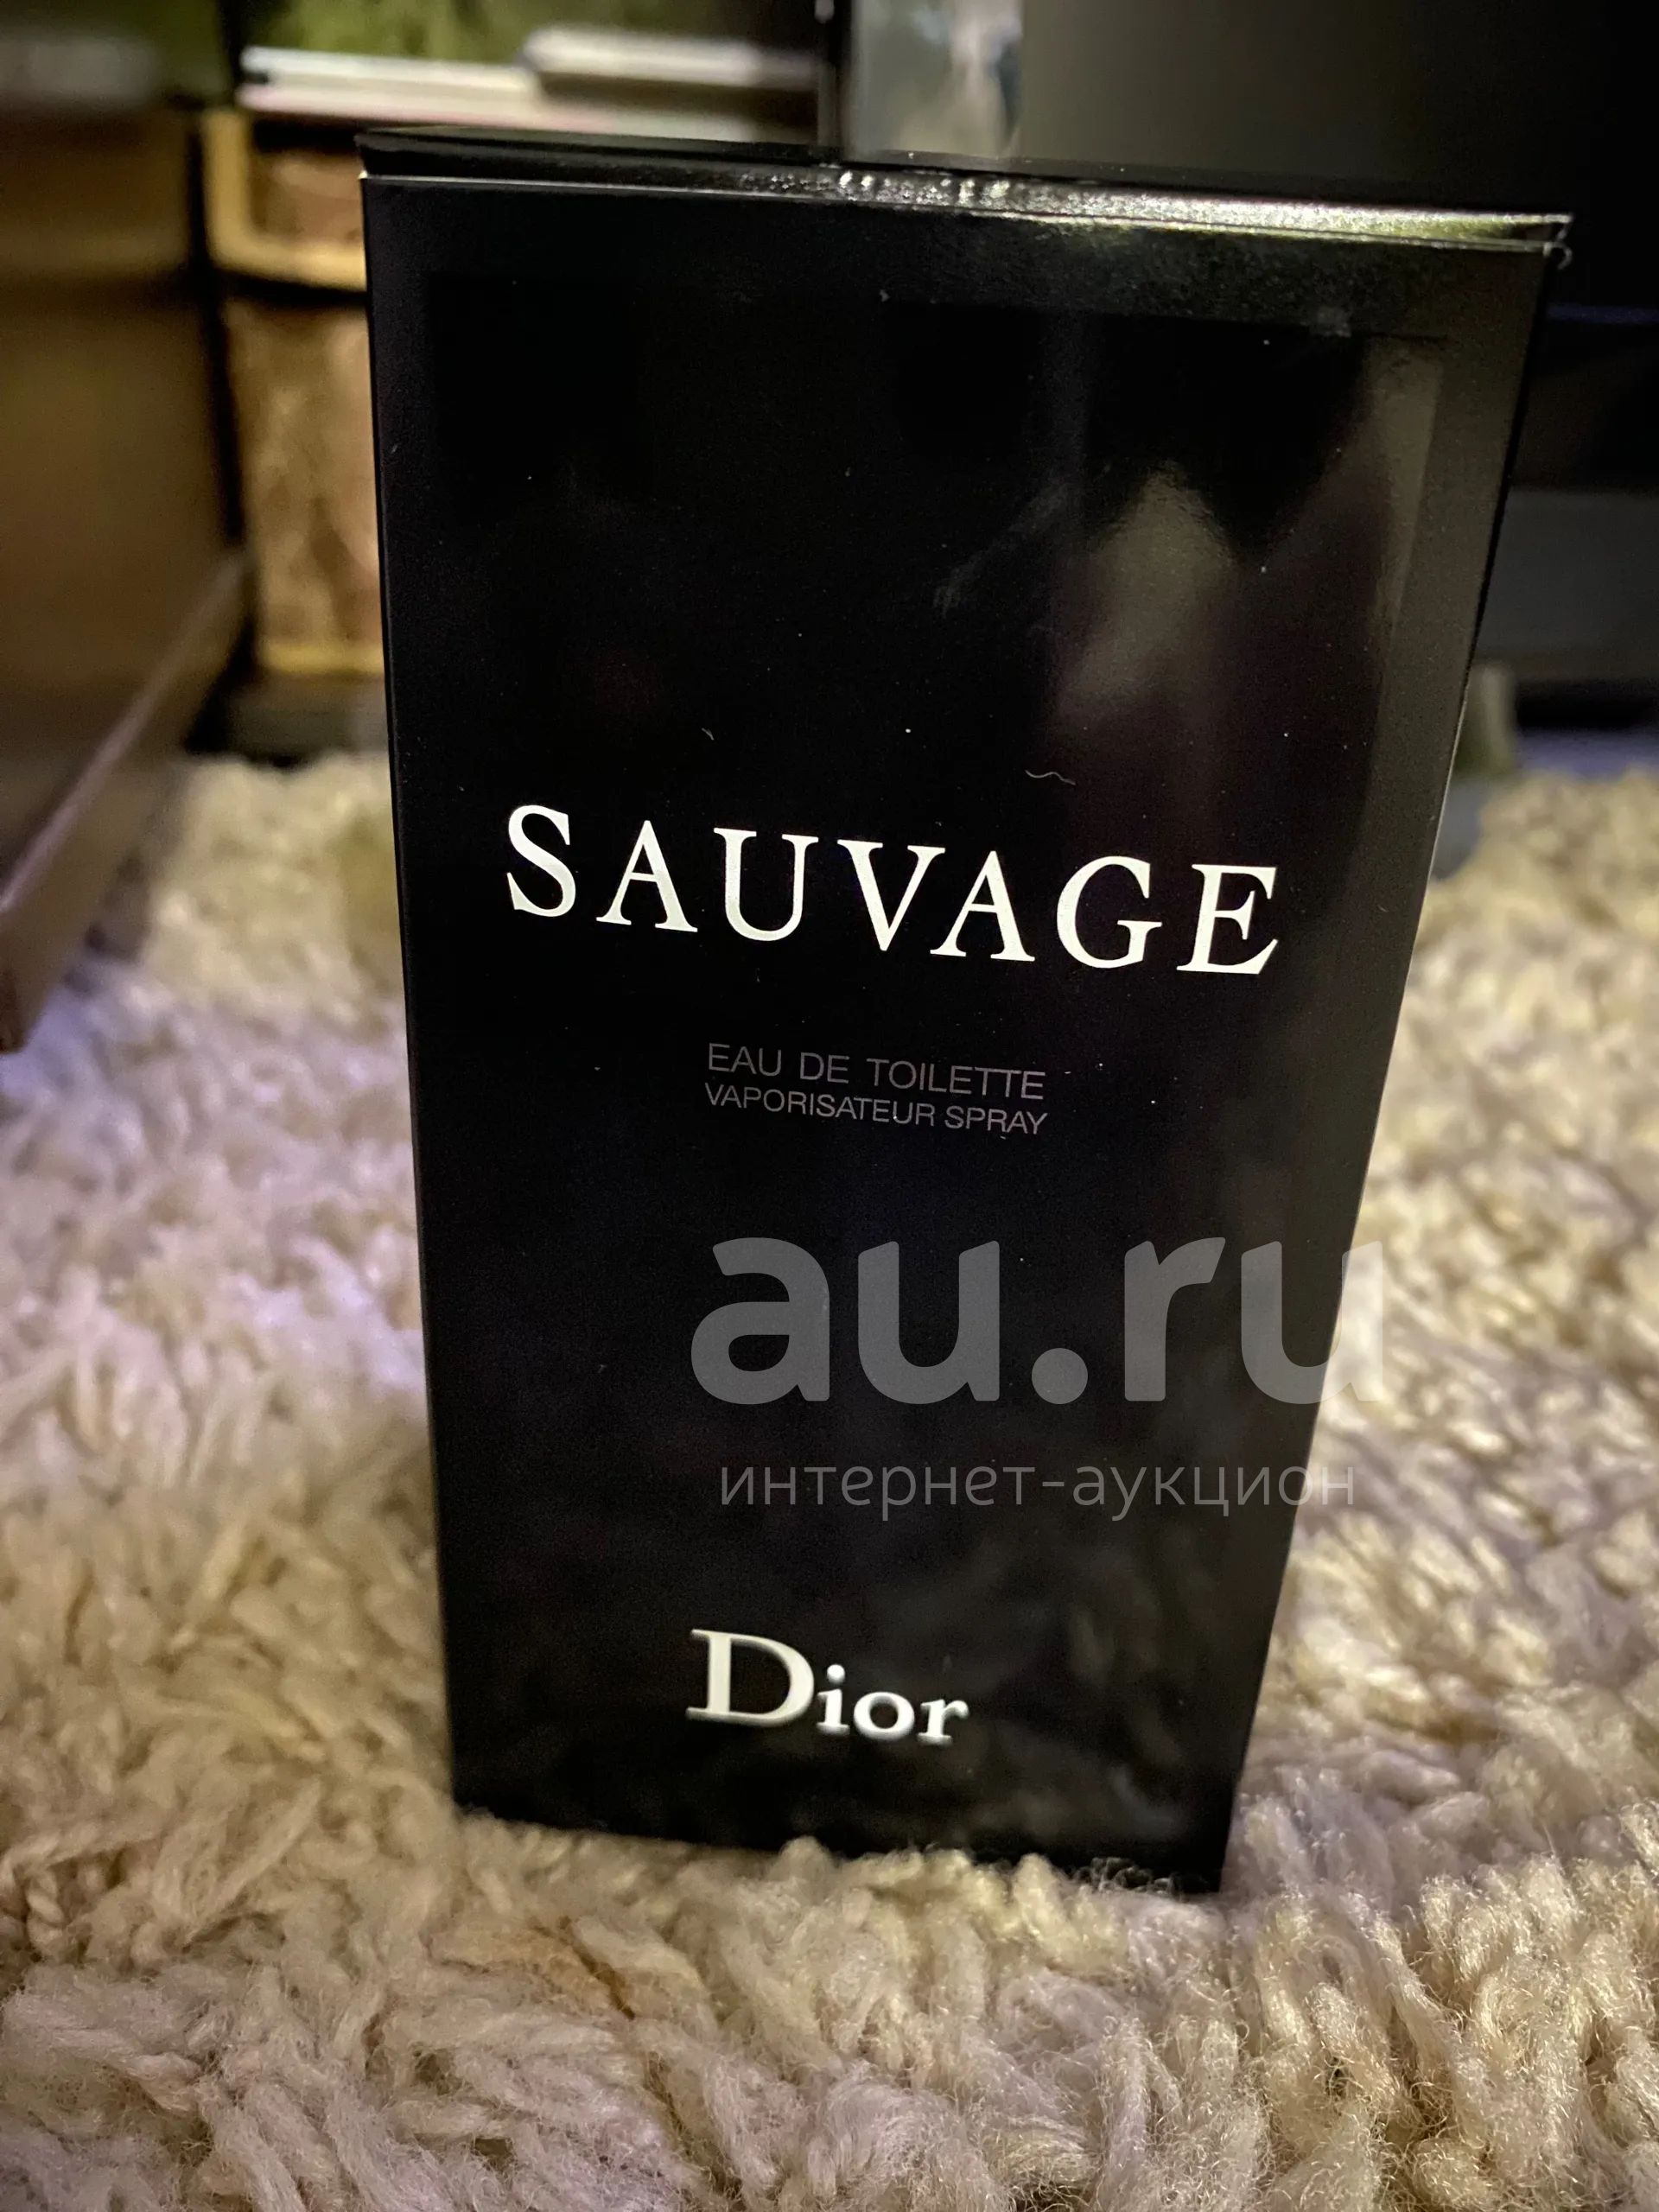 SAUVAGE
EAU DE TOILETTE
VAPORISATEUR SPRAY
au.ru
интернет-аукцион
Dior